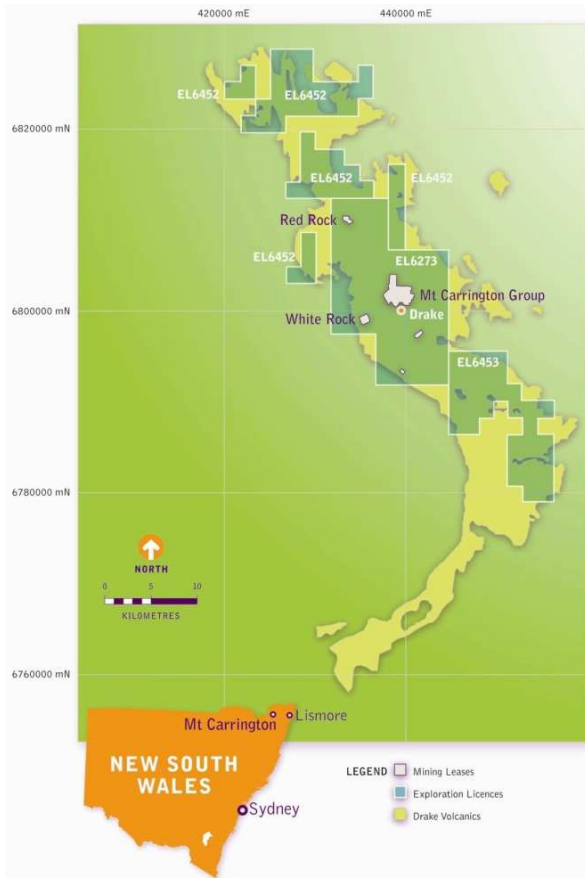 420000 mE
440000 mE
EL6452
EL6452
6820000 mN
EL6452
EL6452
Red Rock
EL6452
EL6273
Mt Carrington Group
6800000 mN
White Rock
Drake
EL6453
6780000 mN
NORTH
0 5 10
KILOMETRES
6760000 mN
Mt Carrington
Lismore
NEW SOUTH
WALES
Sydney
LEGEND
Mining Leases
Exploration Licences
Drake Volcanics